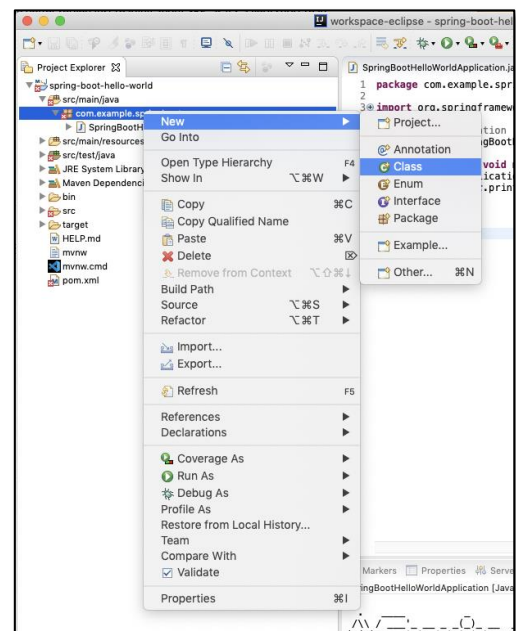 workspace-eclipse - spring-boot-hel
Project Explorer
SpringBootHelloWorldApplication.ja
spring-boot-hello-world
src/main/java
com.example.sp
SpringBootH
src/main/resources
src/test/java
JRE System Library
Maven Dependenci
bin
src
target
HELP.md
mvnw
mvnw.cmd
pom.xml
1 package com.example.spr
2
3 import org.springframew
New
Go Into
Open Type Hierarchy F4
Show In ⌥⌘W
Copy ⌘C
Copy Qualified Name
Paste ⌘V
Delete ⌦
Remove from Context ⌥⇧⌘↓
Build Path
Source ⌥⌘S
Refactor ⌥⌘T
Import...
Export...
Refresh F5
References
Declarations
Coverage As
Run As
Debug As
Profile As
Restore from Local History...
Team
Compare With
Validate
Properties ⌘I
Project...
Annotation
Class
Enum
Interface
Package
Example...
Other... ⌘N
ation
ngBootH
void m
licatio
.print
Markers Properties Serve
ingBootHelloWorldApplication [Java